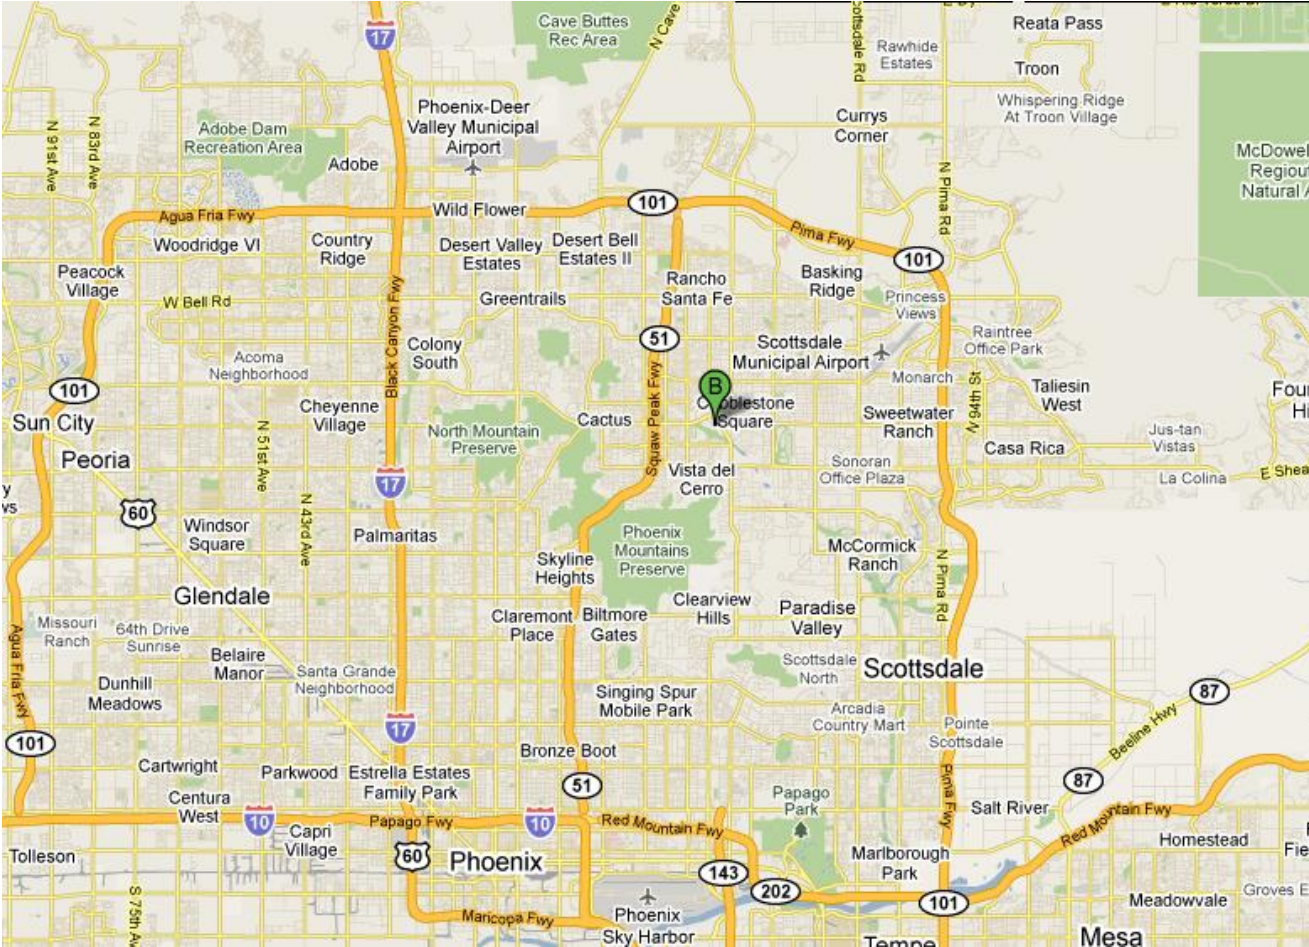 Cave Buttes
Rec Area
N Cave
Scottsdale Rd
Reata Pass
17
Rawhide
Estates
Troon
Whispering Ridge
At Troon Village
Phoenix-Deer
Valley Municipal
Airport
Currys
Corner
N 91st Ave
N 83rd Ave
Adobe Dam
Recreation Area
Adobe
N Pima Rd
101
Wild Flower
Agua Fria Fwy
Pima Fwy
Woodridge VI
Country
Ridge
Desert Valley
Estates
Desert Bell
Estates II
101
Peacock
Village
Rancho
Santa Fe
Basking
Ridge
W Bell Rd
Greentrails
Princess
Views
Black Canyon Fwy
51
Scottsdale
Municipal Airport
Raintree
Office Park
Colony
South
Acoma
Neighborhood
101
B
Monarch
N 94th St
Taliesin
West
Squaw Peak Fwy
Cobblestone
Square
Sun City
Cheyenne
Village
Cactus
Sweetwater
Ranch
North Mountain
Preserve
N 51st Ave
Casa Rica
Jus-tan
Vistas
Peoria
Vista del
Cerro
Sonoran
Office Plaza
La Colina
E Shea
17
60
N 43rd Ave
Windsor
Square
Palmaritas
Phoenix
Mountains
Preserve
McCormick
Ranch
Skyline
Heights
N Pima Rd
Glendale
Claremont
Place
Biltmore
Gates
Clearview
Hills
Paradise
Valley
Missouri
Ranch
64th Drive
Sunrise
Agua Fria Fwy
Belaire
Manor
Santa Grande
Neighborhood
Scottsdale
North
Scottsdale
Dunhill
Meadows
Singing Spur
Mobile Park
87
Arcadia
Country Mart
Pointe
Scottsdale
Beeline Hwy
17
101
Bronze Boot
Cartwright
Parkwood
Estrella Estates
Family Park
51
87
Papago
Park
Pima Fwy
Centura
West
Salt River
10
Papago Fwy
10
Red Mountain Fwy
Red Mountain Fwy
Capri
Village
Homestead
Tolleson
60
Phoenix
Marlborough
Park
143
202
101
Groves E
Meadowvale
Maricopa Fwy
Phoenix
Sky Harbor
Tempe
Mesa